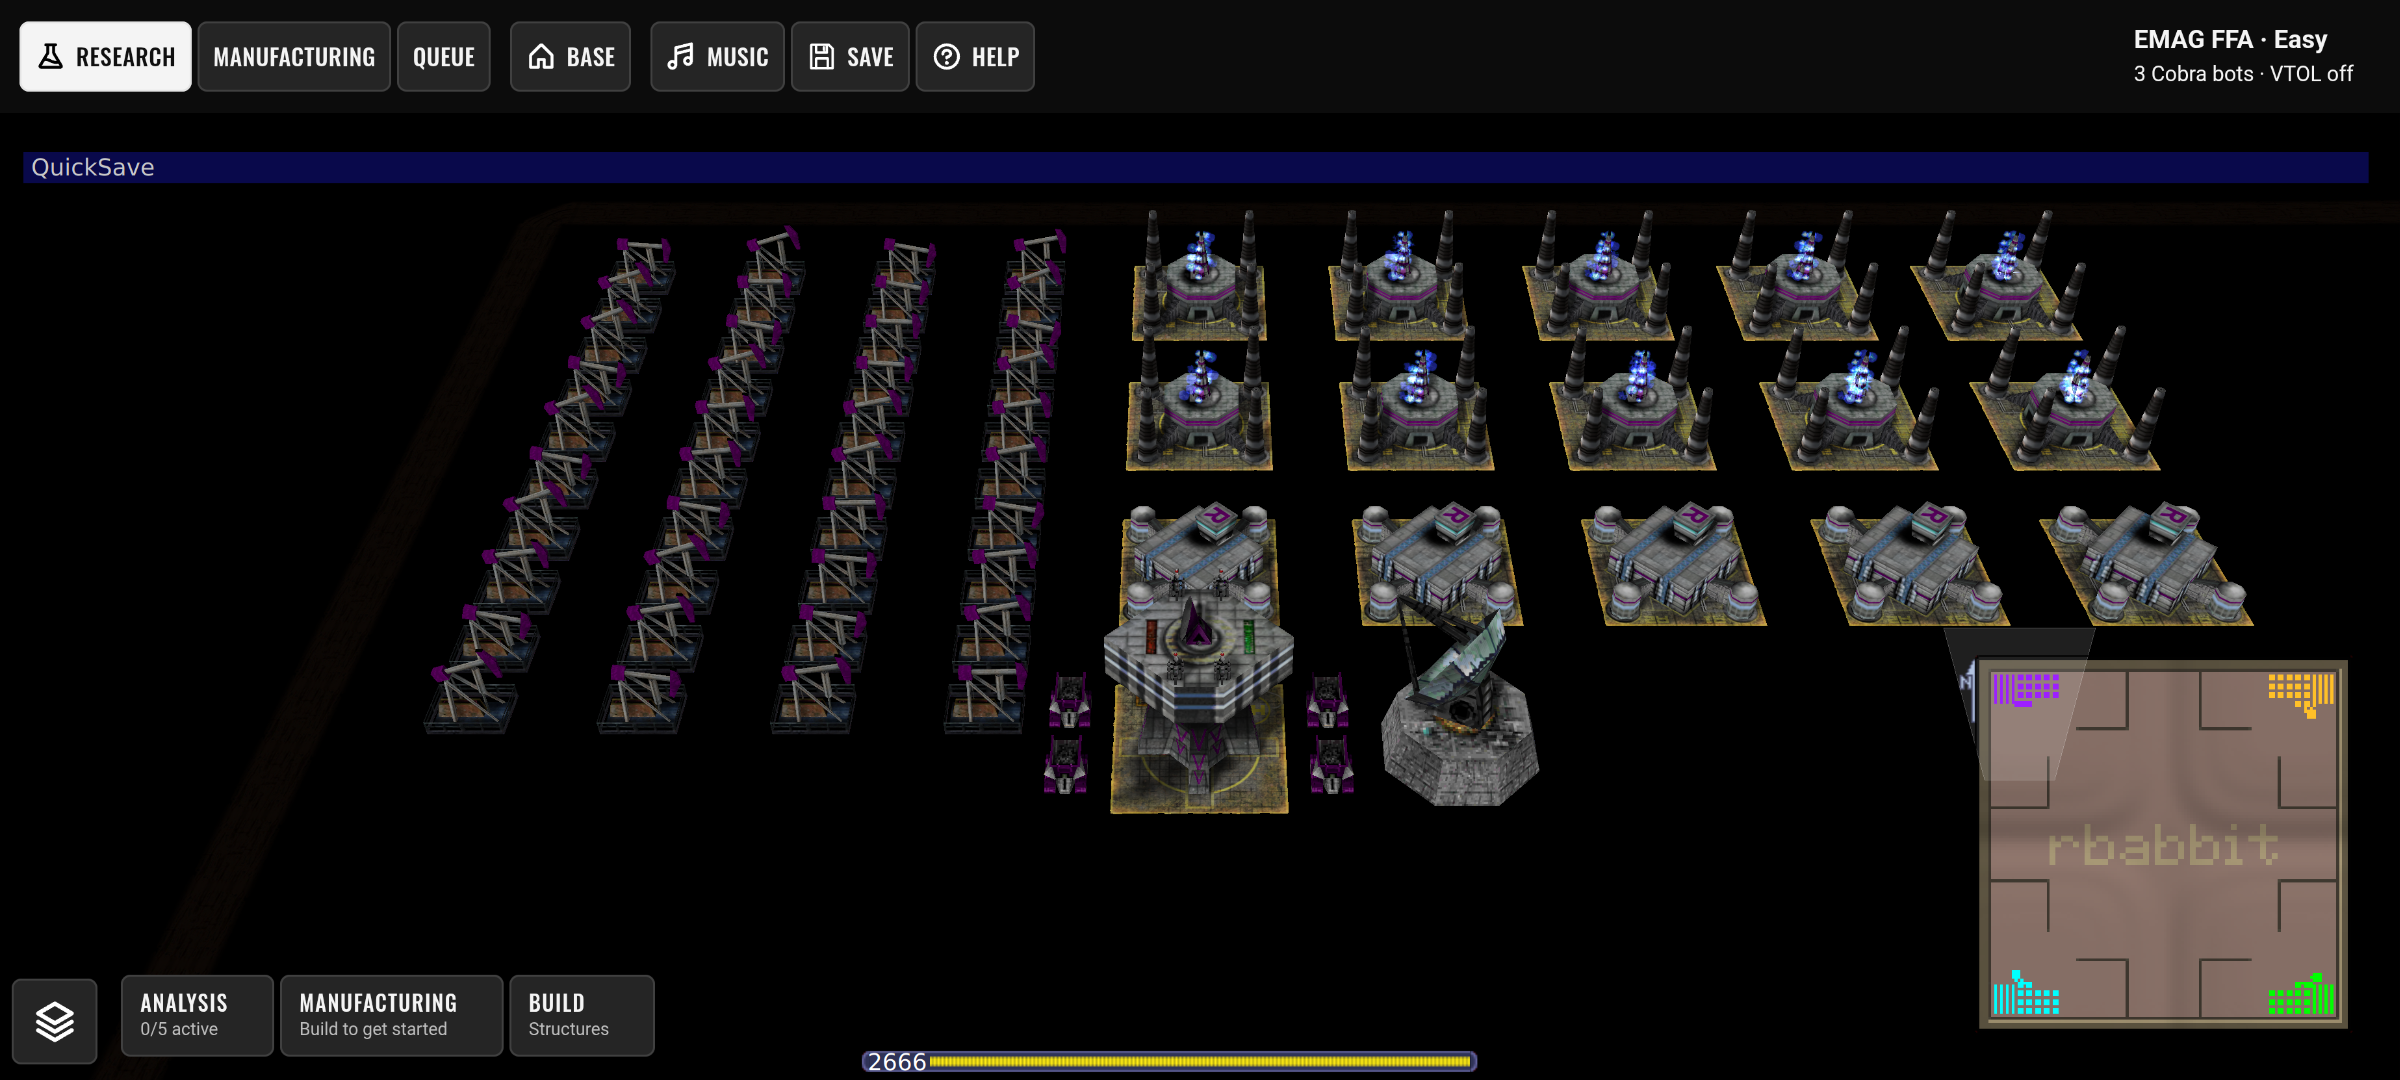 RESEARCH
MANUFACTURING
QUEUE
BASE
MUSIC
SAVE
HELP
EMAG FFA · Easy
3 Cobra bots · VTOL off
QuickSave
R
R
R
R
R
N
rbabbit
ANALYSIS
0/5 active
MANUFACTURING
Build to get started
BUILD
Structures
2666